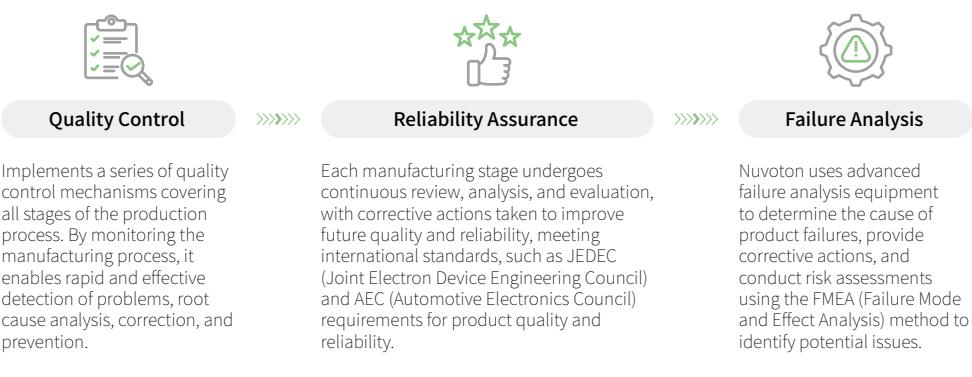 Quality Control
Implements a series of quality
control mechanisms covering
all stages of the production
process. By monitoring the
manufacturing process, it
enables rapid and effective
detection of problems, root
cause analysis, correction, and
prevention.
Reliability Assurance
Each manufacturing stage undergoes
continuous review, analysis, and evaluation,
with corrective actions taken to improve
future quality and reliability, meeting
international standards, such as JEDEC
(Joint Electron Device Engineering Council)
and AEC (Automotive Electronics Council)
requirements for product quality and
reliability.
Failure Analysis
Nuvoton uses advanced
failure analysis equipment
to determine the cause of
product failures, provide
corrective actions, and
conduct risk assessments
using the FMEA (Failure Mode
and Effect Analysis) method to
identify potential issues.